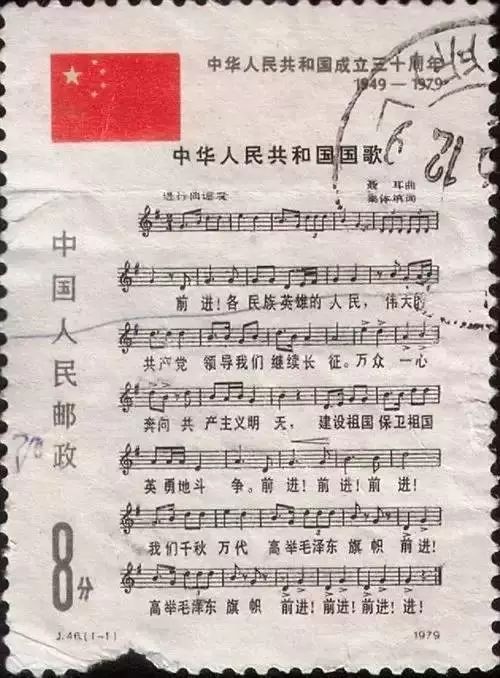 中华人民共和国成立三十周年
1949—1979
中华人民共和国国歌
进行曲速度
聂耳曲
集体填词
前进!各民族英雄的人民,伟大的
共产党 领导我们继续长征。万众一心
奔向共产主义明天,建设祖国保卫祖国
英勇地斗争。前进!前进!前进!
我们千秋万代 高举毛泽东旗帜 前进!
高举毛泽东旗帜 前进!前进!前进!进!
中国人民邮政
8分
J.46.(1-1)
1979